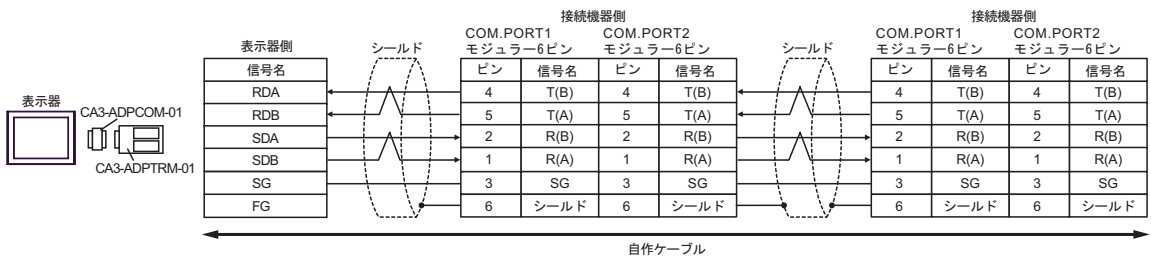 接続機器側 接続機器側
COM.PORT1 COM.PORT2 COM.PORT1 COM.PORT2
表示器側 シールド モジュラー6ピン モジュラー6ピン シールド モジュラー6ピン モジュラー6ピン
信号名 ピン 信号名 ピン 信号名 ピン 信号名 ピン 信号名
RDA 4 T(B) 4 T(B) 4 T(B) 4 T(B)
表示器
CA3-ADPCOM-01
RDB 5 T(A) 5 T(A) 5 T(A) 5 T(A)
SDA 2 R(B) 2 R(B) 2 R(B) 2 R(B)
CA3-ADPTRM-01
SDB 1 R(A) 1 R(A) 1 R(A) 1 R(A)
SG 3 SG 3 SG 3 SG 3 SG
FG 6 シールド 6 シールド 6 シールド 6 シールド
自作ケーブル